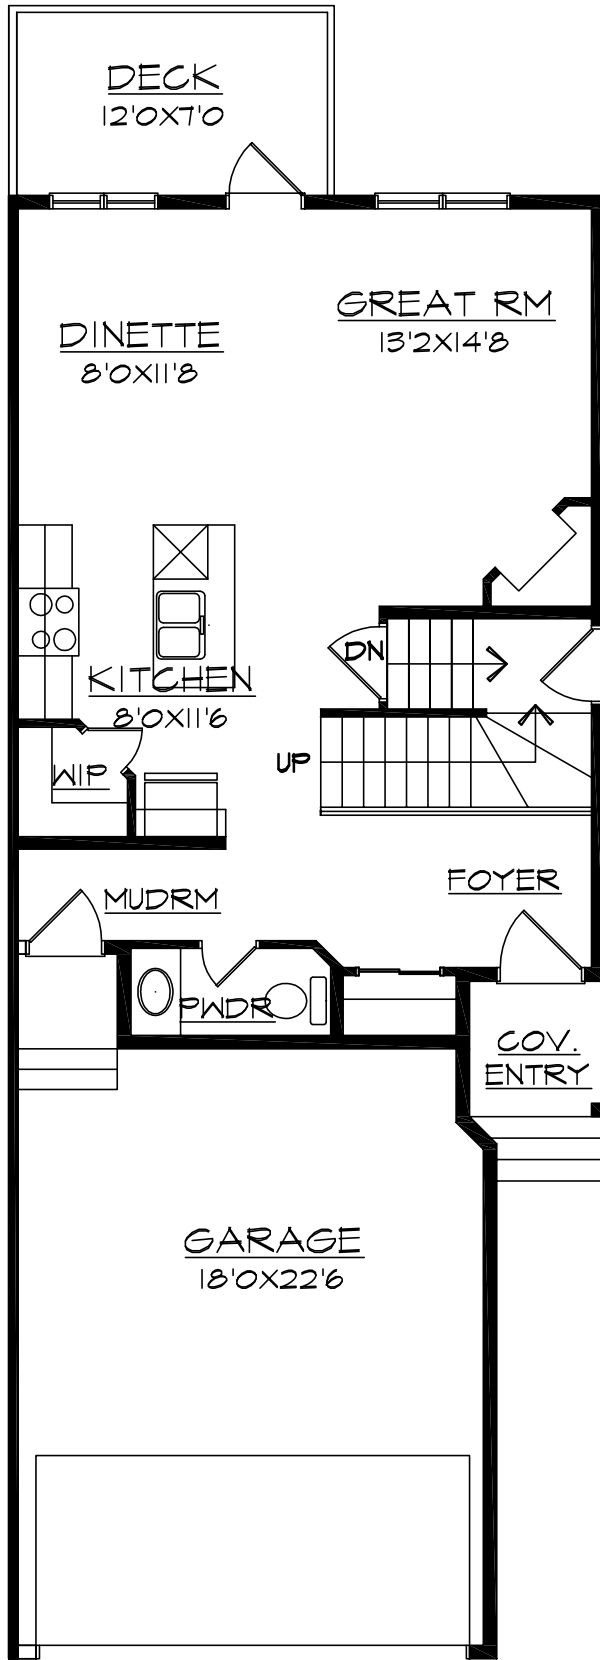 DECK
12'0X7'0
GREAT RM
13'2X14'8
DINETTE
8'0X11'8
DN
KITCHEN
8'0X11'6
UP
WIP
FOYER
MUDRM
PWDR
COV.
ENTRY
GARAGE
18'0X22'6